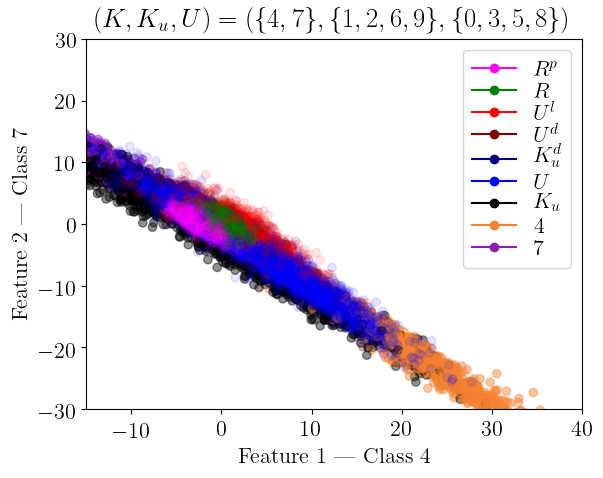 (K, K_u, U) = ({4, 7}, {1, 2, 6, 9}, {0, 3, 5, 8})
30
20
10
0
−10
−20
−30
Feature 2 — Class 7
R^p
R
U^l
U^d
K_u^d
U
K_u
4
7
−10
0
10
20
30
40
Feature 1 — Class 4